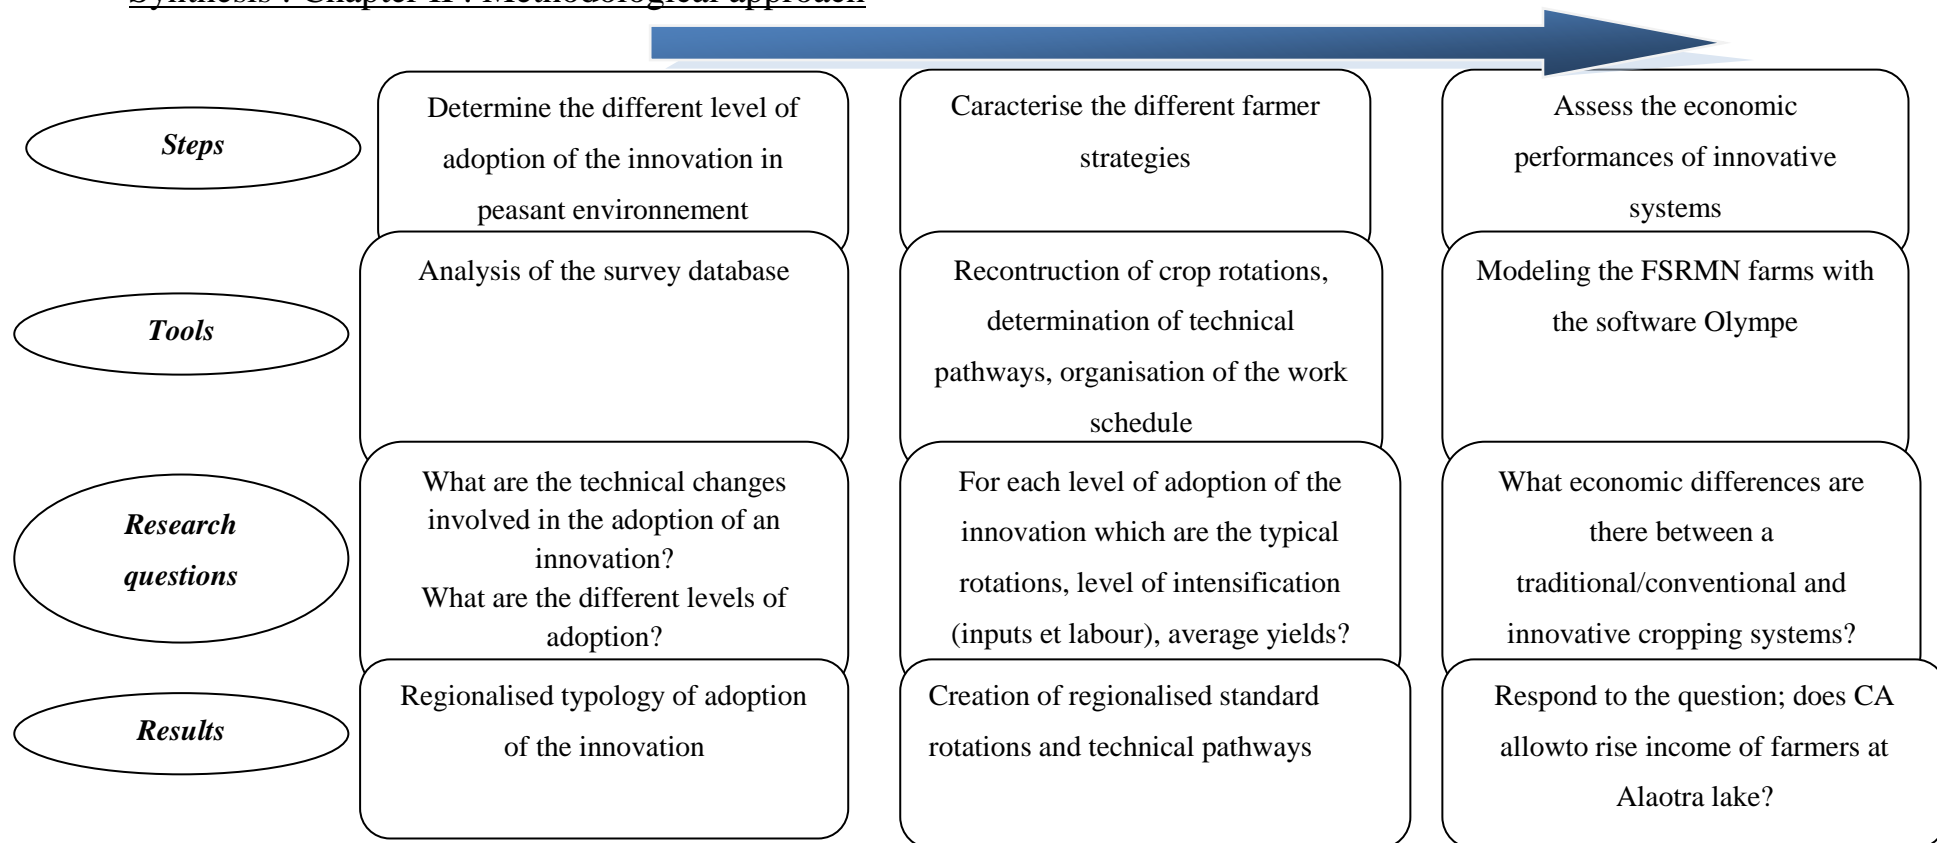 Synthesis : Chapter II : Methodological approach
Steps
Determine the different level of
adoption of the innovation in
peasant environnement
Caracterise the different farmer
strategies
Assess the economic
performances of innovative
systems
Tools
Analysis of the survey database
Recontruction of crop rotations,
determination of technical
pathways, organisation of the work
schedule
Modeling the FSRMN farms with
the software Olympe
Research
questions
What are the technical changes
involved in the adoption of an
innovation?
What are the different levels of
adoption?
For each level of adoption of the
innovation which are the typical
rotations, level of intensification
(inputs et labour), average yields?
What economic differences are
there between a
traditional/conventional and
innovative cropping systems?
Results
Regionalised typology of adoption
of the innovation
Creation of regionalised standard
rotations and technical pathways
Respond to the question; does CA
allowto rise income of farmers at
Alaotra lake?